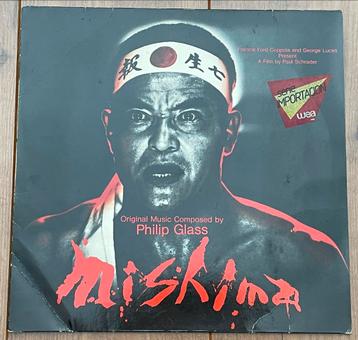 Francis Ford Coppola and George Lucas
Present
A Film by Paul Schrader
SERIE
IMPORTACION
wea
七生報
Original Music Composed by
Philip Glass
mishima